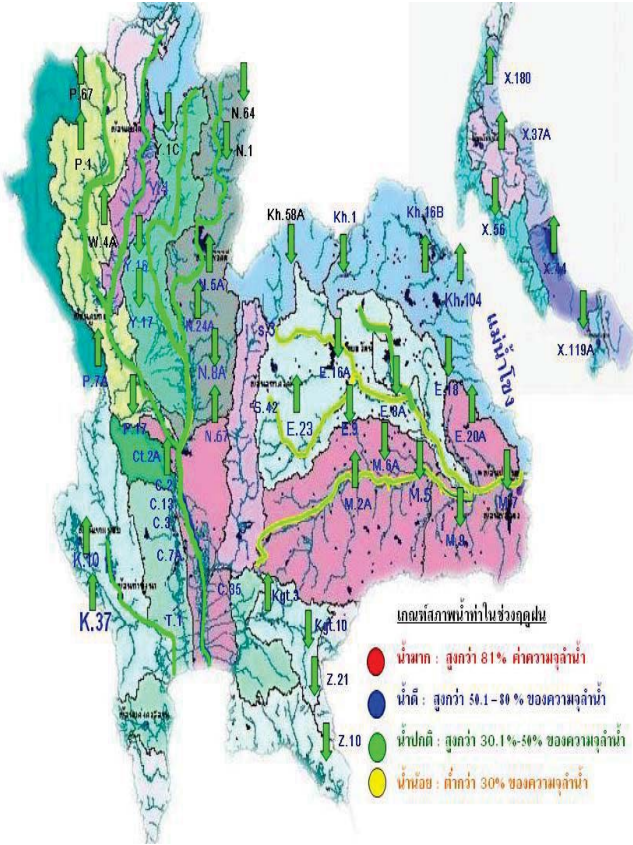 X.180
P.67
N.64
X.37A
Y.1C
N.1
P.1
Y.4
Kh.58A
Kh.1
Kh.16B
W.4A
X.56
Y.16
X.44
N.5A
Kh.104
Y.17
N.24A
แม่น้ำโขง
S.3
X.119A
P.7A
N.8A
E.16A
E.18
S.42
E.8A
P.17
N.67
E.23
E.9
E.20A
Ct.2A
M.6A
C.2
M.2A
M.5
M.7
C.13
C.3
M.9
K.10
C.7A
C.35
Kgt.3
K.37
T.1
Kgt.10
เกณฑ์สภาพน้ำท่าในช่วงฤดูฝน
น้ำมาก : สูงกว่า 81% ค่าความจุลำน้ำ
Z.21
น้ำดี : สูงกว่า 50.1 - 80 % ของความจุลำน้ำ
Z.10
น้ำปกติ : สูงกว่า 30.1%-50% ของความจุลำน้ำ
น้ำน้อย : ต่ำกว่า 30% ของความจุลำน้ำ